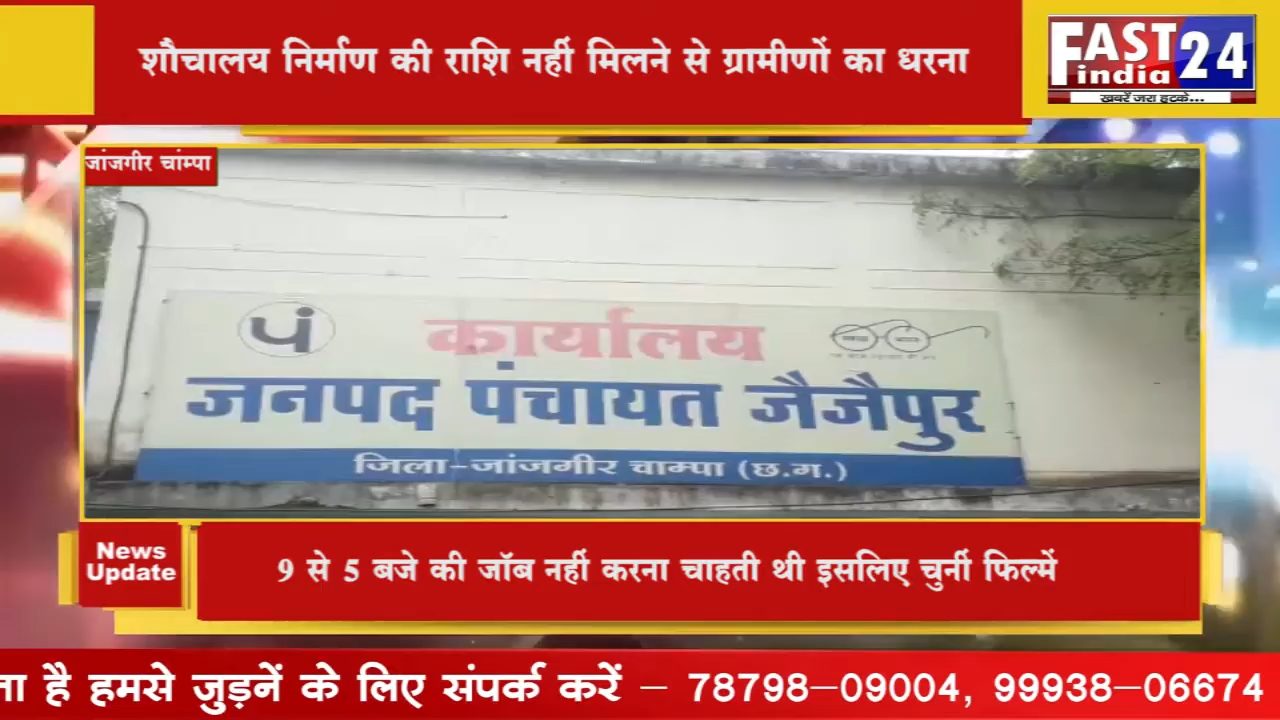 शौचालय निर्माण की राशि नहीं मिलने से ग्रामीणों का धरना
FAST india 24
खबरें जरा हटके...
जांजगीर चांम्पा
पं
कार्यालय
जनपद पंचायत जैजैपुर
जिला-जांजगीर चाम्पा (छ.ग.)
News Update
9 से 5 बजे की जॉब नहीं करना चाहती थी इसलिए चुनीं फिल्में
है हमसे जुड़नें के लिए संपर्क करें – 78798–09004, 99938–06674